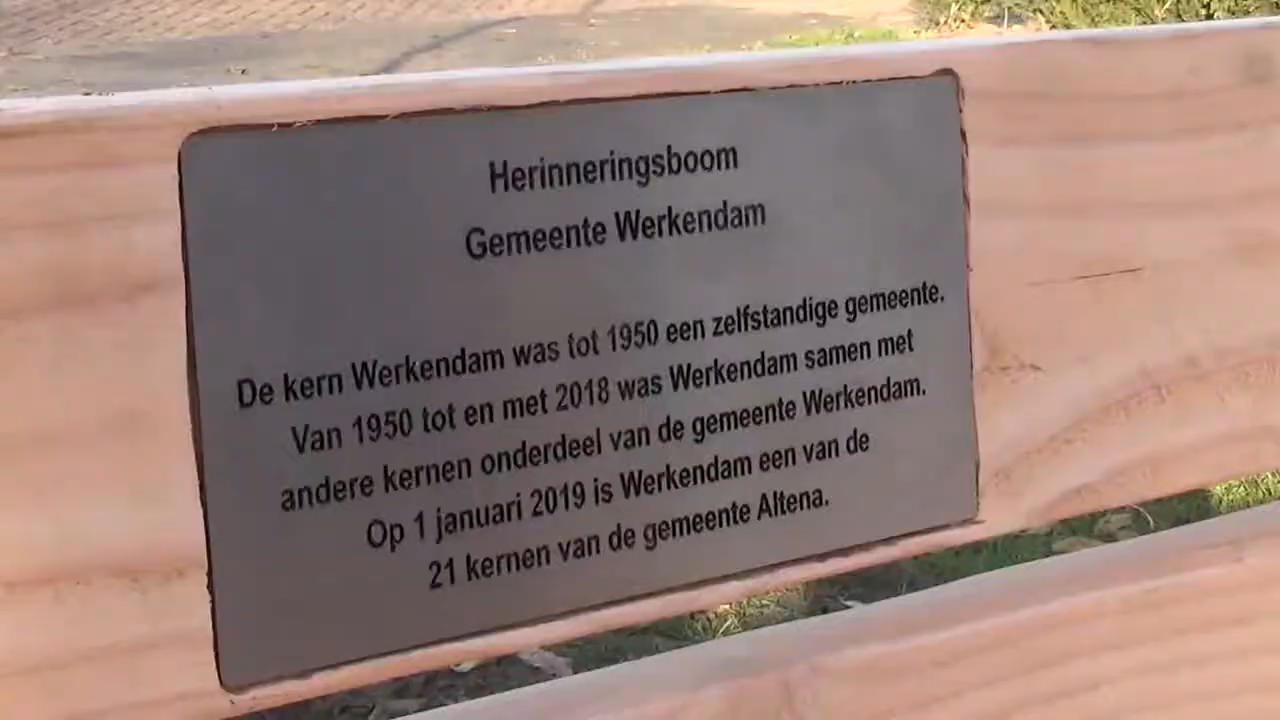 Herinneringsboom
Gemeente Werkendam
De kern Werkendam was tot 1950 een zelfstandige gemeente.
Van 1950 tot en met 2018 was Werkendam samen met
andere kernen onderdeel van de gemeente Werkendam.
Op 1 januari 2019 is Werkendam een van de
21 kernen van de gemeente Altena.